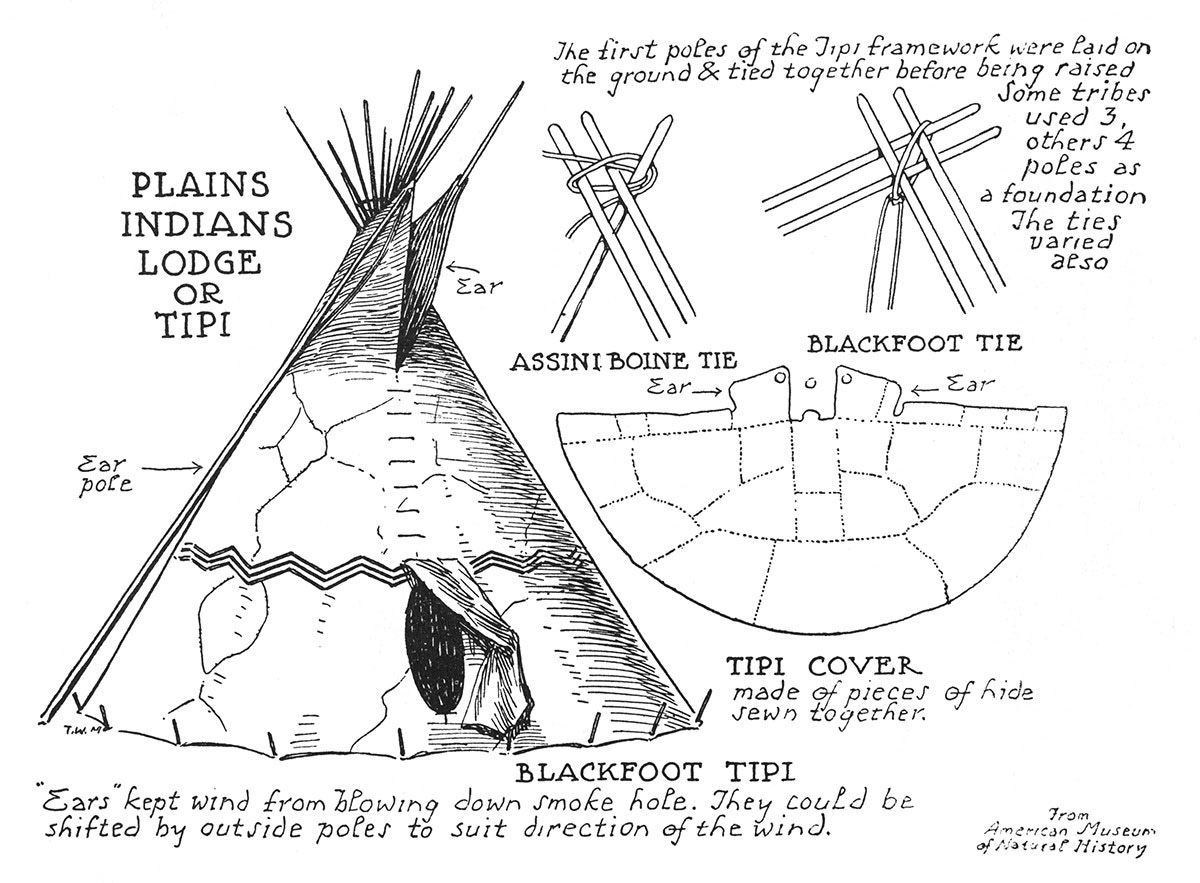 The first poles of the Tipi framework were laid on
the ground & tied together before being raised
Some tribes
used 3,
others 4
poles as
a foundation
The ties
varied
also
PLAINS
INDIANS
LODGE
OR
TIPI
Ear
ASSINIBOINE TIE
BLACKFOOT TIE
Ear
Ear
Ear
pole
TIPI COVER
made of pieces of hide
sewn together.
T.W.M
BLACKFOOT TIPI
"Ears" kept wind from blowing down smoke hole. They could be
shifted by outside poles to suit direction of the wind.
From
American Museum
of Natural History